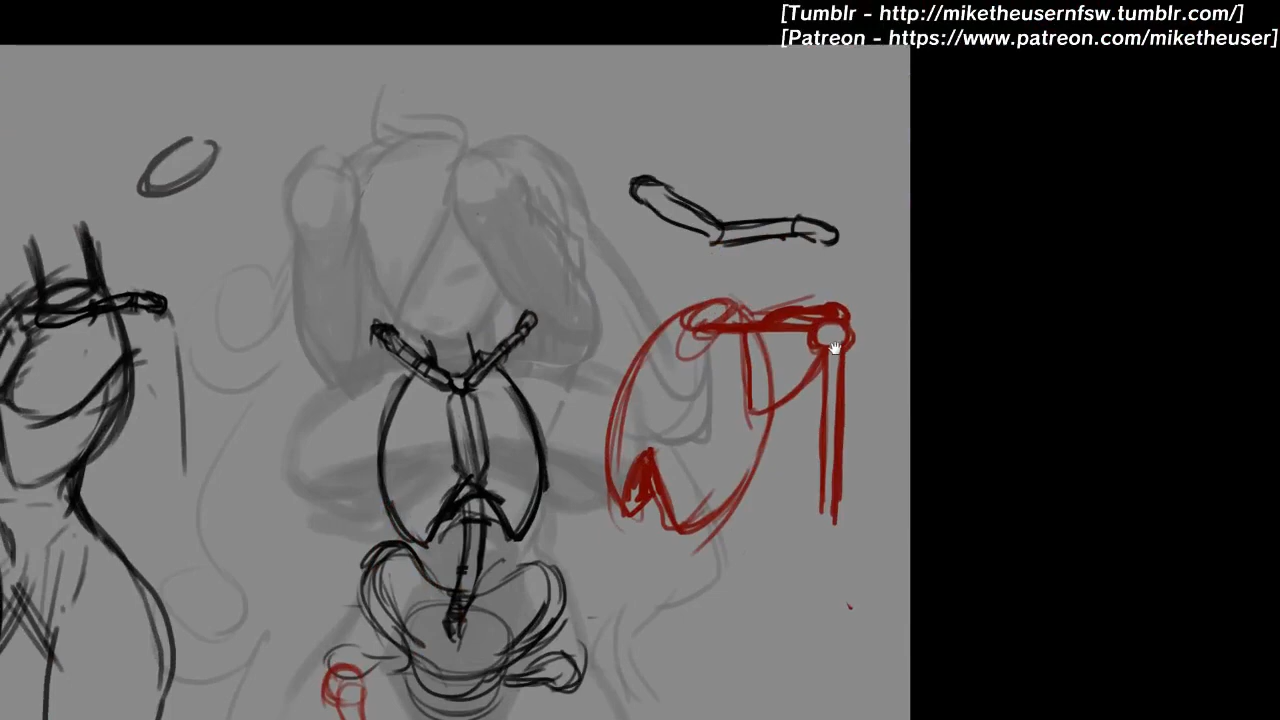 [Tumblr - http://miketheusernfsw.tumblr.com/]
[Patreon - https://www.patreon.com/miketheuser]